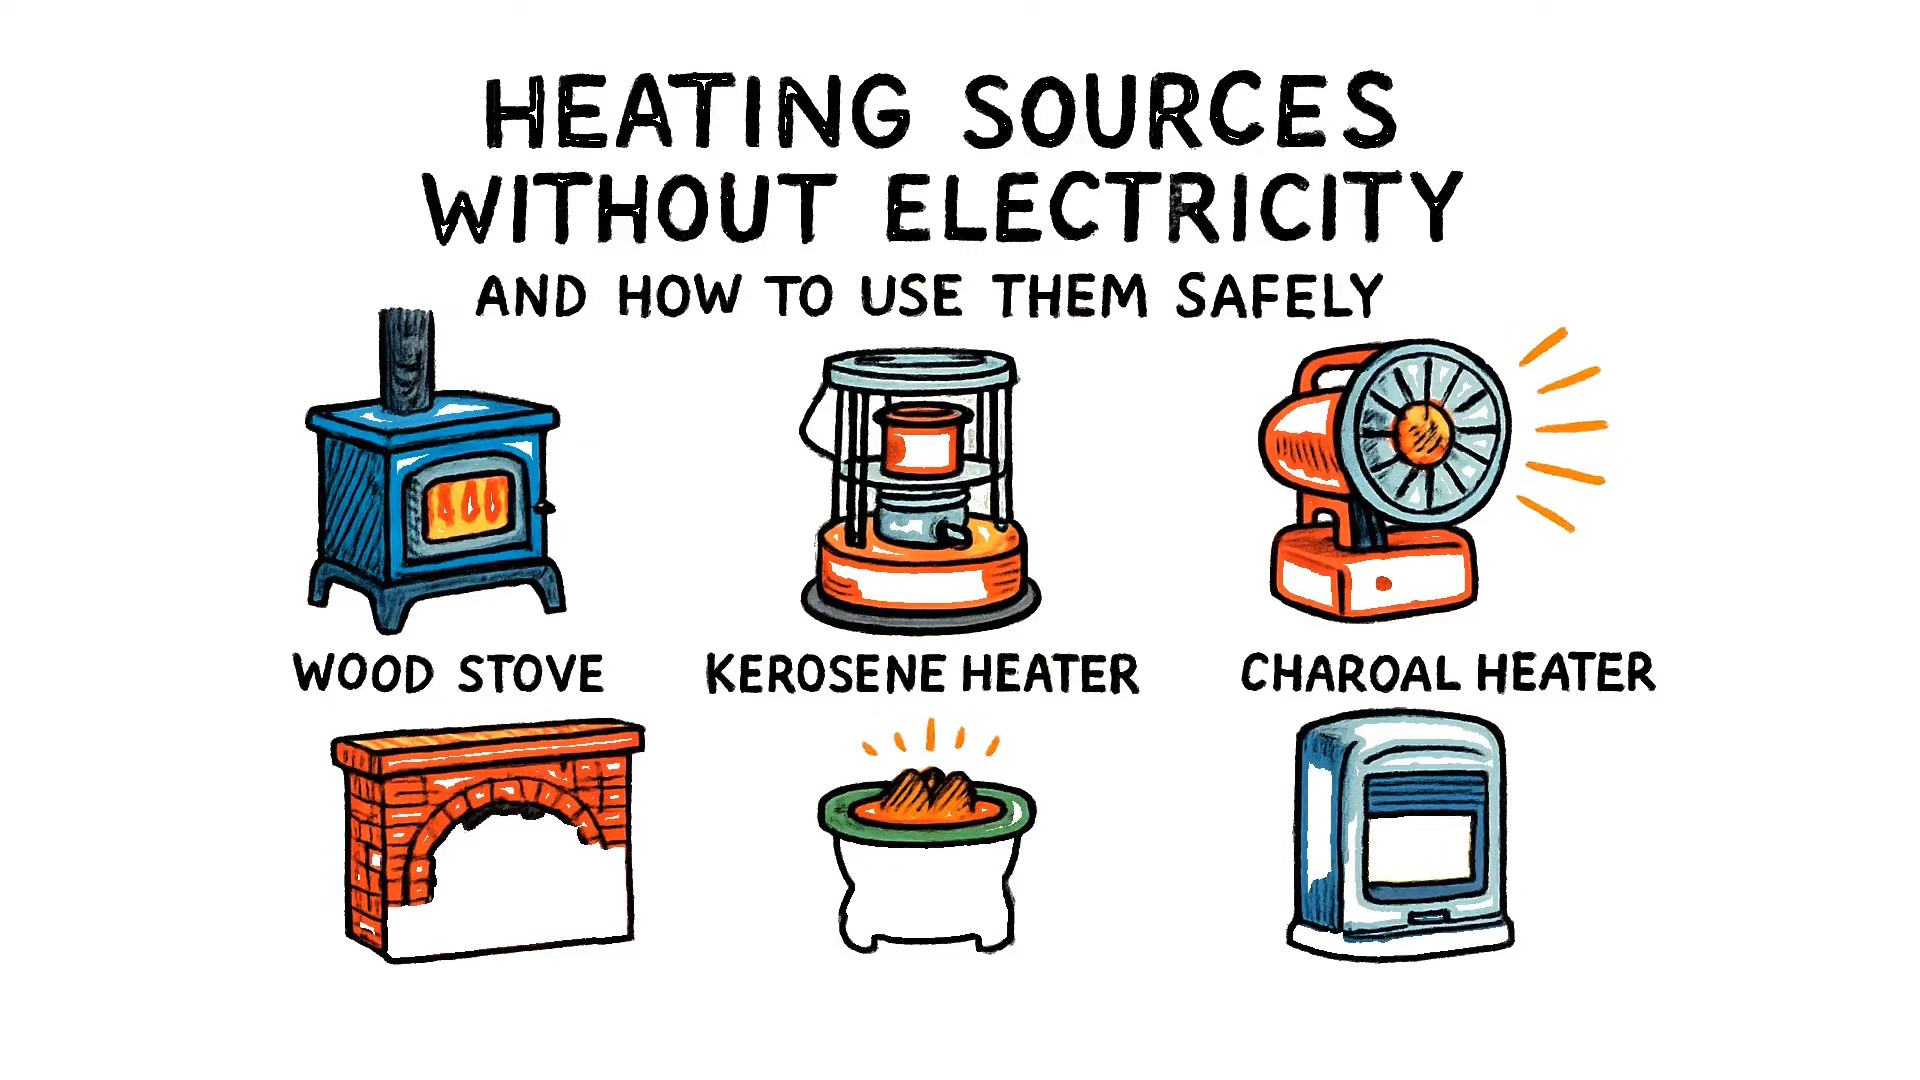 HEATING SOURCES
WITHOUT ELECTRICITY
AND HOW TO USE THEM SAFELY
WOOD STOVE
KEROSENE HEATER
CHAROAL HEATER